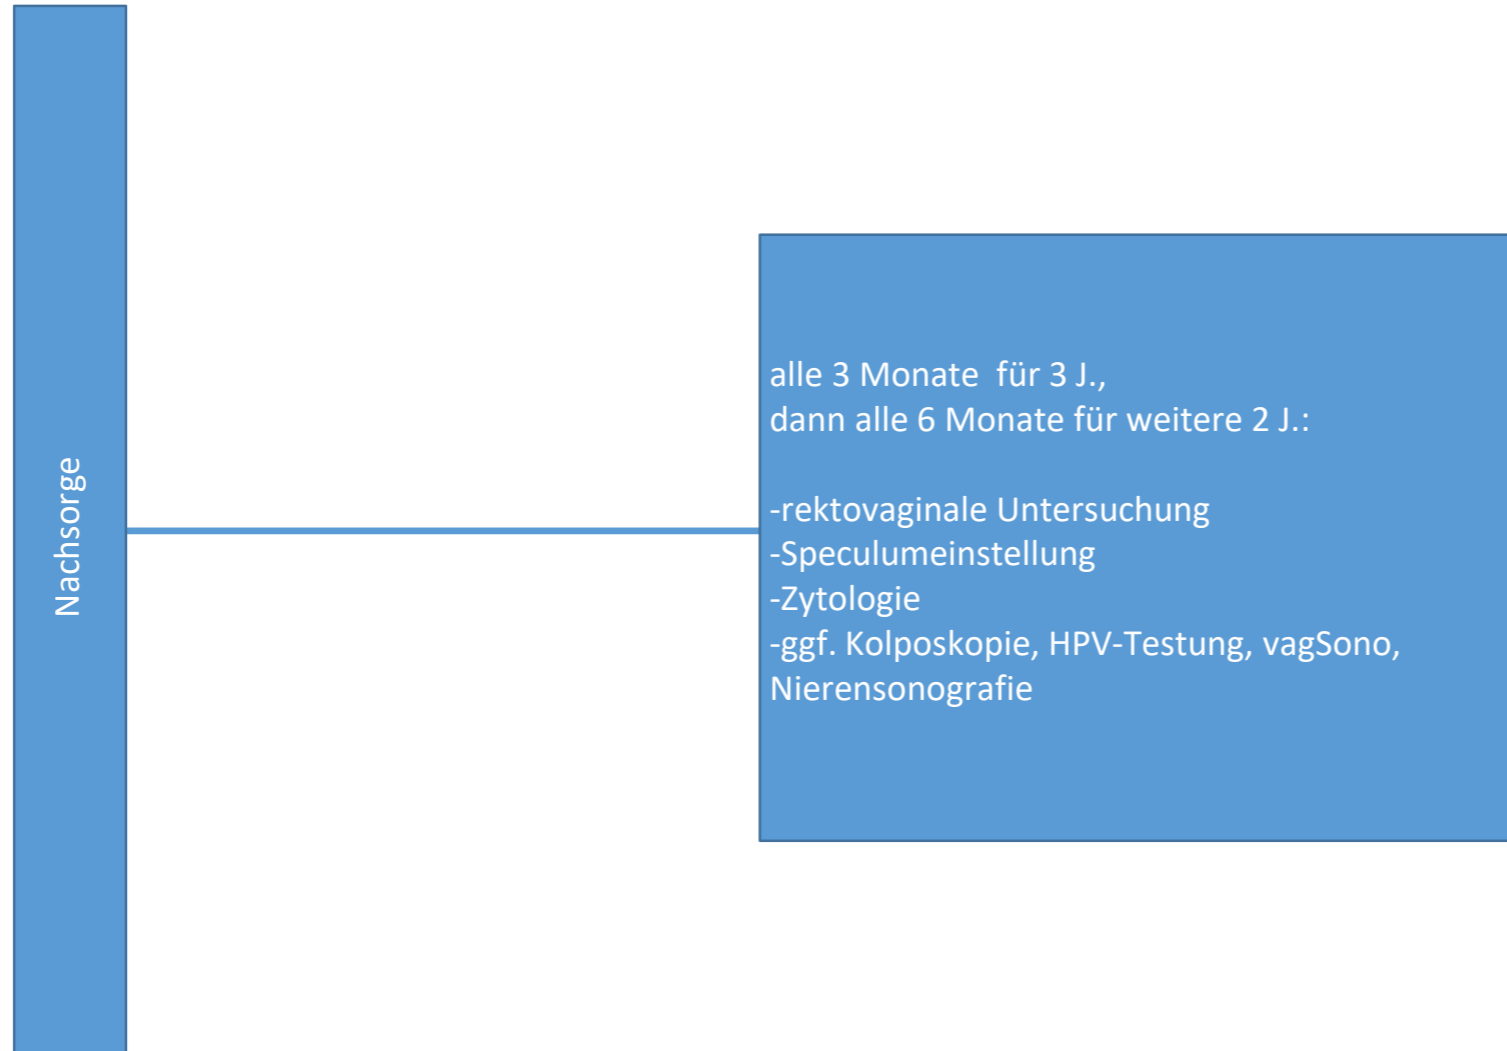 Nachsorge
alle 3 Monate  für 3 J.,
dann alle 6 Monate für weitere 2 J.:
-rektovaginale Untersuchung
-Speculumeinstellung
-Zytologie
-ggf. Kolposkopie, HPV-Testung, vagSono,
Nierensonografie